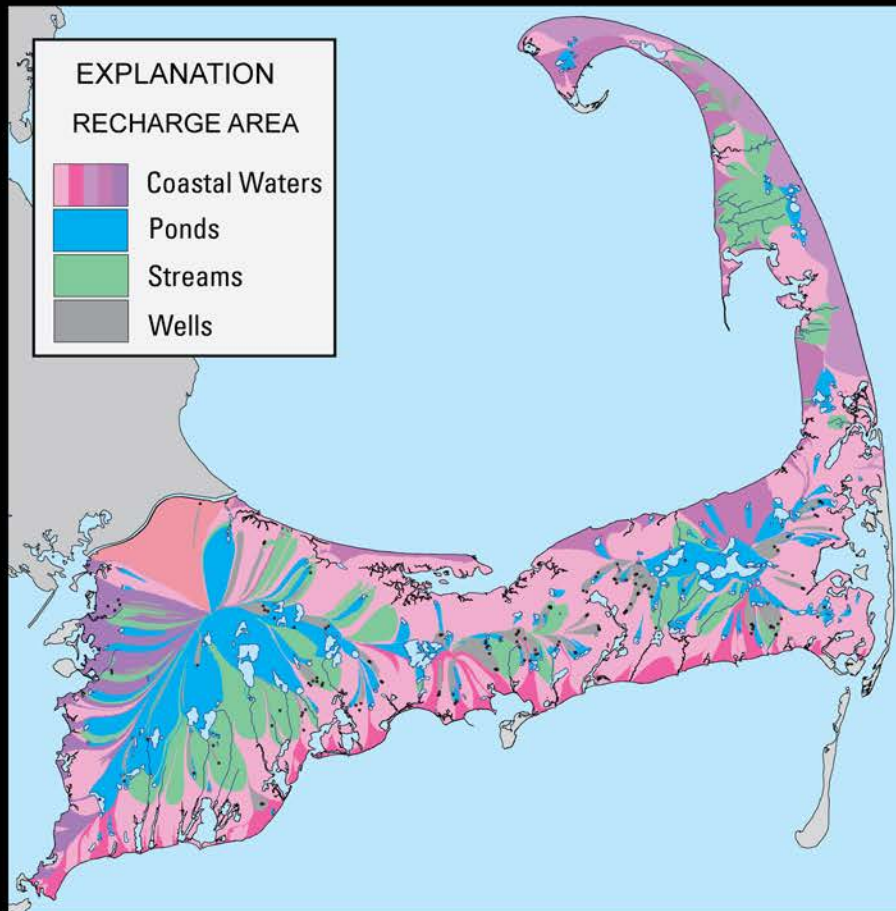 EXPLANATION
RECHARGE AREA
Coastal Waters
Ponds
Streams
Wells